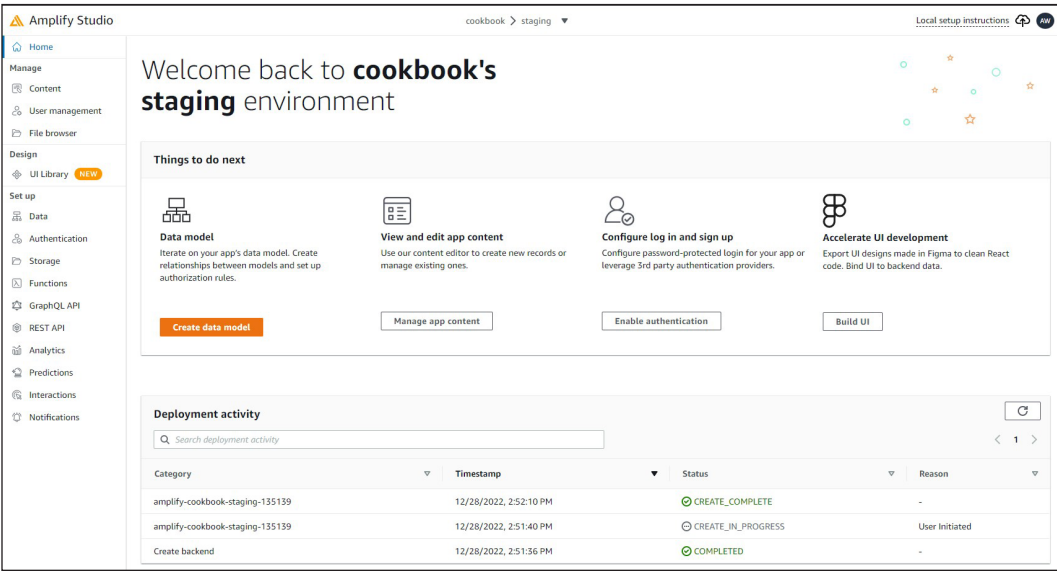 Amplify Studio
cookbook > staging ▼
Local setup instructions
AW
Home
Manage
Content
User management
File browser
Design
UI Library NEW
Set up
Data
Authentication
Storage
Functions
GraphQL API
REST API
Analytics
Predictions
Interactions
Notifications
Welcome back to cookbook's
staging environment
Things to do next
Data model
Iterate on your app's data model. Create
relationships between models and set up
authorization rules.
Create data model
View and edit app content
Use our content editor to create new records or
manage existing ones.
Manage app content
Configure log in and sign up
Configure password-protected login for your app or
leverage 3rd party authentication providers.
Enable authentication
Accelerate UI development
Export UI designs made in Figma to clean React
code. Bind UI to backend data.
Build UI
Deployment activity
Search deployment activity
< 1 >
Category Timestamp Status Reason
amplify-cookbook-staging-135139 12/28/2022, 2:52:10 PM CREATE_COMPLETE -
amplify-cookbook-staging-135139 12/28/2022, 2:51:40 PM CREATE_IN_PROGRESS User Initiated
Create backend 12/28/2022, 2:51:36 PM COMPLETED -